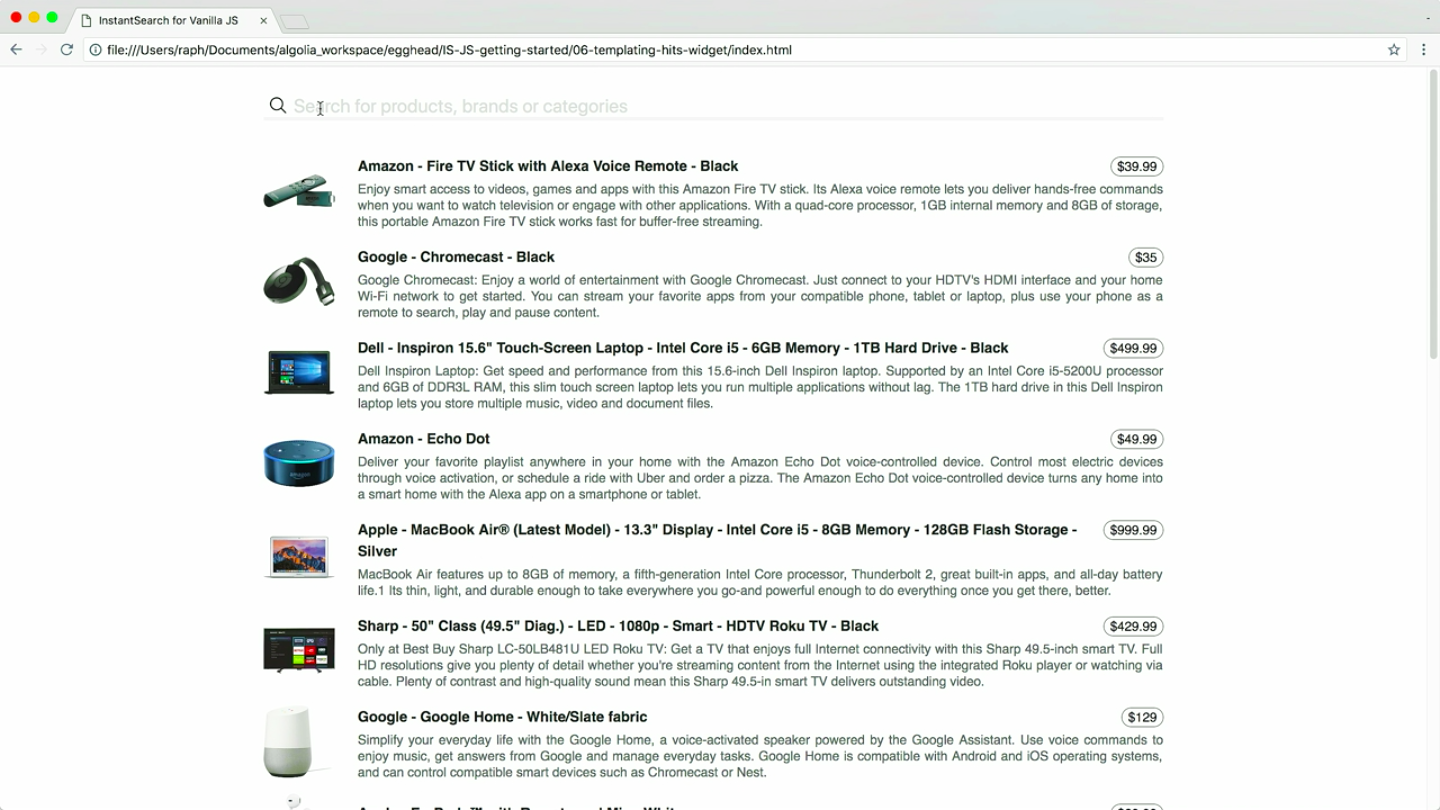 InstantSearch for Vanilla JS
file:///Users/raph/Documents/algolia_workspace/egghead/IS-JS-getting-started/06-templating-hits-widget/index.html
Search for products, brands or categories
Amazon - Fire TV Stick with Alexa Voice Remote - Black $39.99
Enjoy smart access to videos, games and apps with this Amazon Fire TV stick. Its Alexa voice remote lets you deliver hands-free commands
when you want to watch television or engage with other applications. With a quad-core processor, 1GB internal memory and 8GB of storage,
this portable Amazon Fire TV stick works fast for buffer-free streaming.
Google - Chromecast - Black $35
Google Chromecast: Enjoy a world of entertainment with Google Chromecast. Just connect to your HDTV's HDMI interface and your home
Wi-Fi network to get started. You can stream your favorite apps from your compatible phone, tablet or laptop, plus use your phone as a
remote to search, play and pause content.
Dell - Inspiron 15.6" Touch-Screen Laptop - Intel Core i5 - 6GB Memory - 1TB Hard Drive - Black $499.99
Dell Inspiron Laptop: Get speed and performance from this 15.6-inch Dell Inspiron laptop. Supported by an Intel Core i5-5200U processor
and 6GB of DDR3L RAM, this slim touch screen laptop lets you run multiple applications without lag. The 1TB hard drive in this Dell Inspiron
laptop lets you store multiple music, video and document files.
Amazon - Echo Dot $49.99
Deliver your favorite playlist anywhere in your home with the Amazon Echo Dot voice-controlled device. Control most electric devices
through voice activation, or schedule a ride with Uber and order a pizza. The Amazon Echo Dot voice-controlled device turns any home into
a smart home with the Alexa app on a smartphone or tablet.
Apple - MacBook Air® (Latest Model) - 13.3" Display - Intel Core i5 - 8GB Memory - 128GB Flash Storage - $999.99
Silver
MacBook Air features up to 8GB of memory, a fifth-generation Intel Core processor, Thunderbolt 2, great built-in apps, and all-day battery
life.1 Its thin, light, and durable enough to take everywhere you go-and powerful enough to do everything once you get there, better.
Sharp - 50" Class (49.5" Diag.) - LED - 1080p - Smart - HDTV Roku TV - Black $429.99
Only at Best Buy Sharp LC-50LB481U LED Roku TV: Get a TV that enjoys full Internet connectivity with this Sharp 49.5-inch smart TV. Full
HD resolutions give you plenty of detail whether you're streaming content from the Internet using the integrated Roku player or watching via
cable. Plenty of contrast and high-quality sound mean this Sharp 49.5-in smart TV delivers outstanding video.
Google - Google Home - White/Slate fabric $129
Simplify your everyday life with the Google Home, a voice-activated speaker powered by the Google Assistant. Use voice commands to
enjoy music, get answers from Google and manage everyday tasks. Google Home is compatible with Android and iOS operating systems,
and can control compatible smart devices such as Chromecast or Nest.